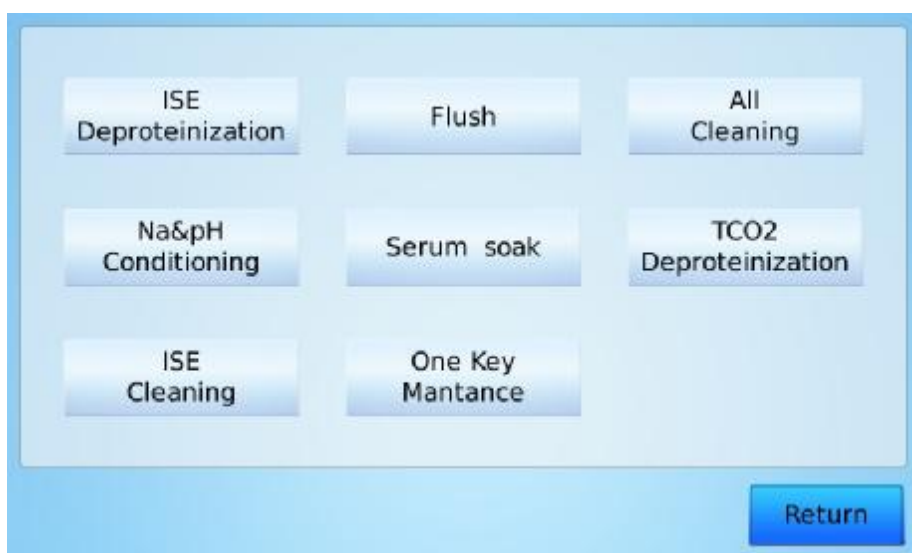 ISE
Deproteinization
Flush
All
Cleaning
Na&pH
Conditioning
Serum soak
TCO2
Deproteinization
ISE
Cleaning
One Key
Mantance
Return